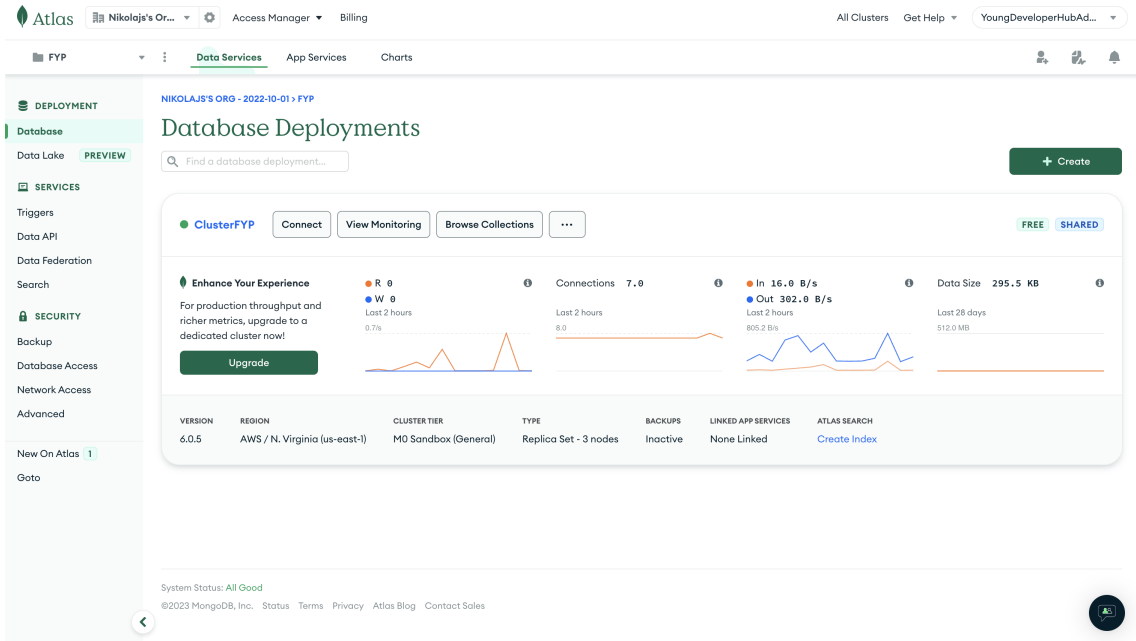 Atlas
Nikolajs's Or...
Access Manager
Billing
All Clusters
Get Help
YoungDeveloperHubAd...
FYP
Data Services
App Services
Charts
DEPLOYMENT
Database
Data Lake PREVIEW
SERVICES
Triggers
Data API
Data Federation
Search
SECURITY
Backup
Database Access
Network Access
Advanced
New On Atlas 1
Goto
NIKOLAJS'S ORG - 2022-10-01 > FYP
Database Deployments
Find a database deployment...
+ Create
ClusterFYP
Connect
View Monitoring
Browse Collections
...
FREE
SHARED
Enhance Your Experience
For production throughput and
richer metrics, upgrade to a
dedicated cluster now!
Upgrade
R 0
W 0
Last 2 hours
0.7/s
Connections 7.0
Last 2 hours
8.0
In 16.0 B/s
Out 302.0 B/s
Last 2 hours
805.2 B/s
Data Size 295.5 KB
Last 28 days
512.0 MB
VERSION
6.0.5
REGION
AWS / N. Virginia (us-east-1)
CLUSTER TIER
M0 Sandbox (General)
TYPE
Replica Set - 3 nodes
BACKUPS
Inactive
LINKED APP SERVICES
None Linked
ATLAS SEARCH
Create Index
System Status: All Good
©2023 MongoDB, Inc. Status Terms Privacy Atlas Blog Contact Sales